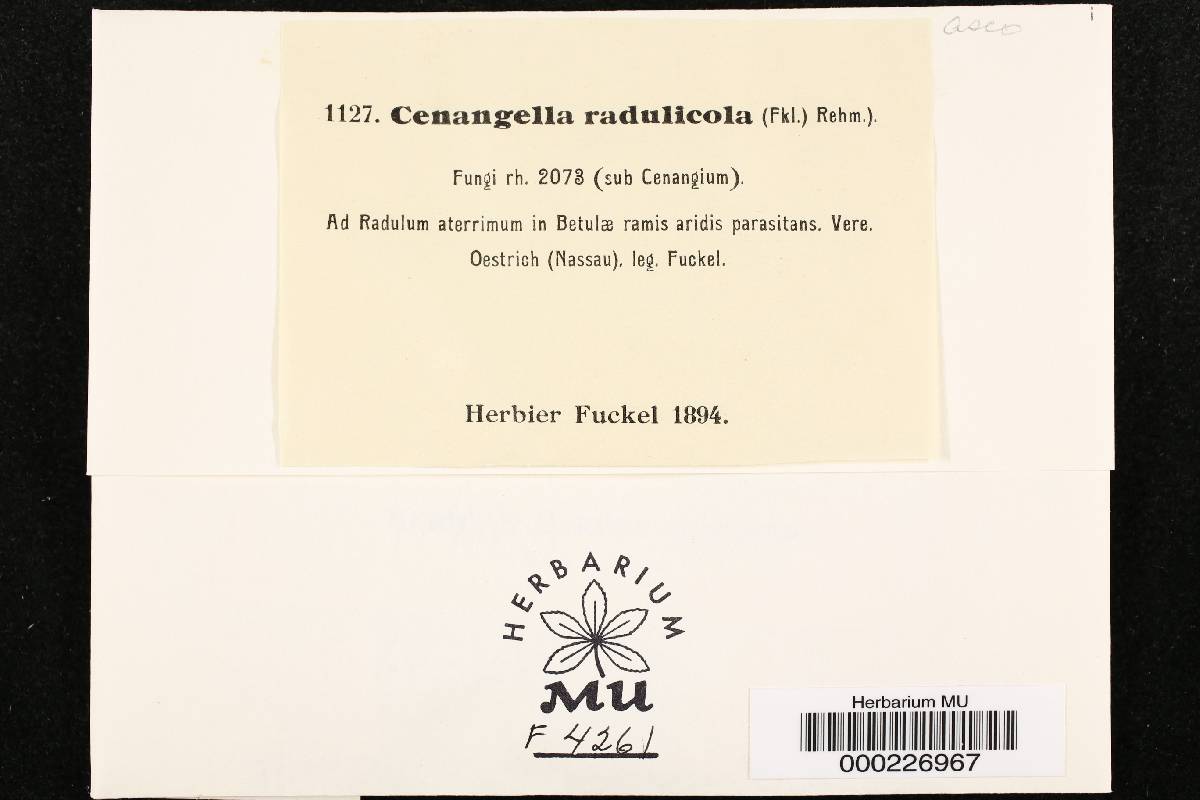 asco
1127. Cenangella radulicola (Fkl.) Rehm.).
Fungi rh. 2073 (sub Cenangium).
Ad Radulum aterrimum in Betulæ ramis aridis parasitans. Vere.
Oestrich (Nassau), leg. Fuckel.
Herbier Fuckel 1894.
HERBARIUM
MU
F 4261
Herbarium MU
000226967